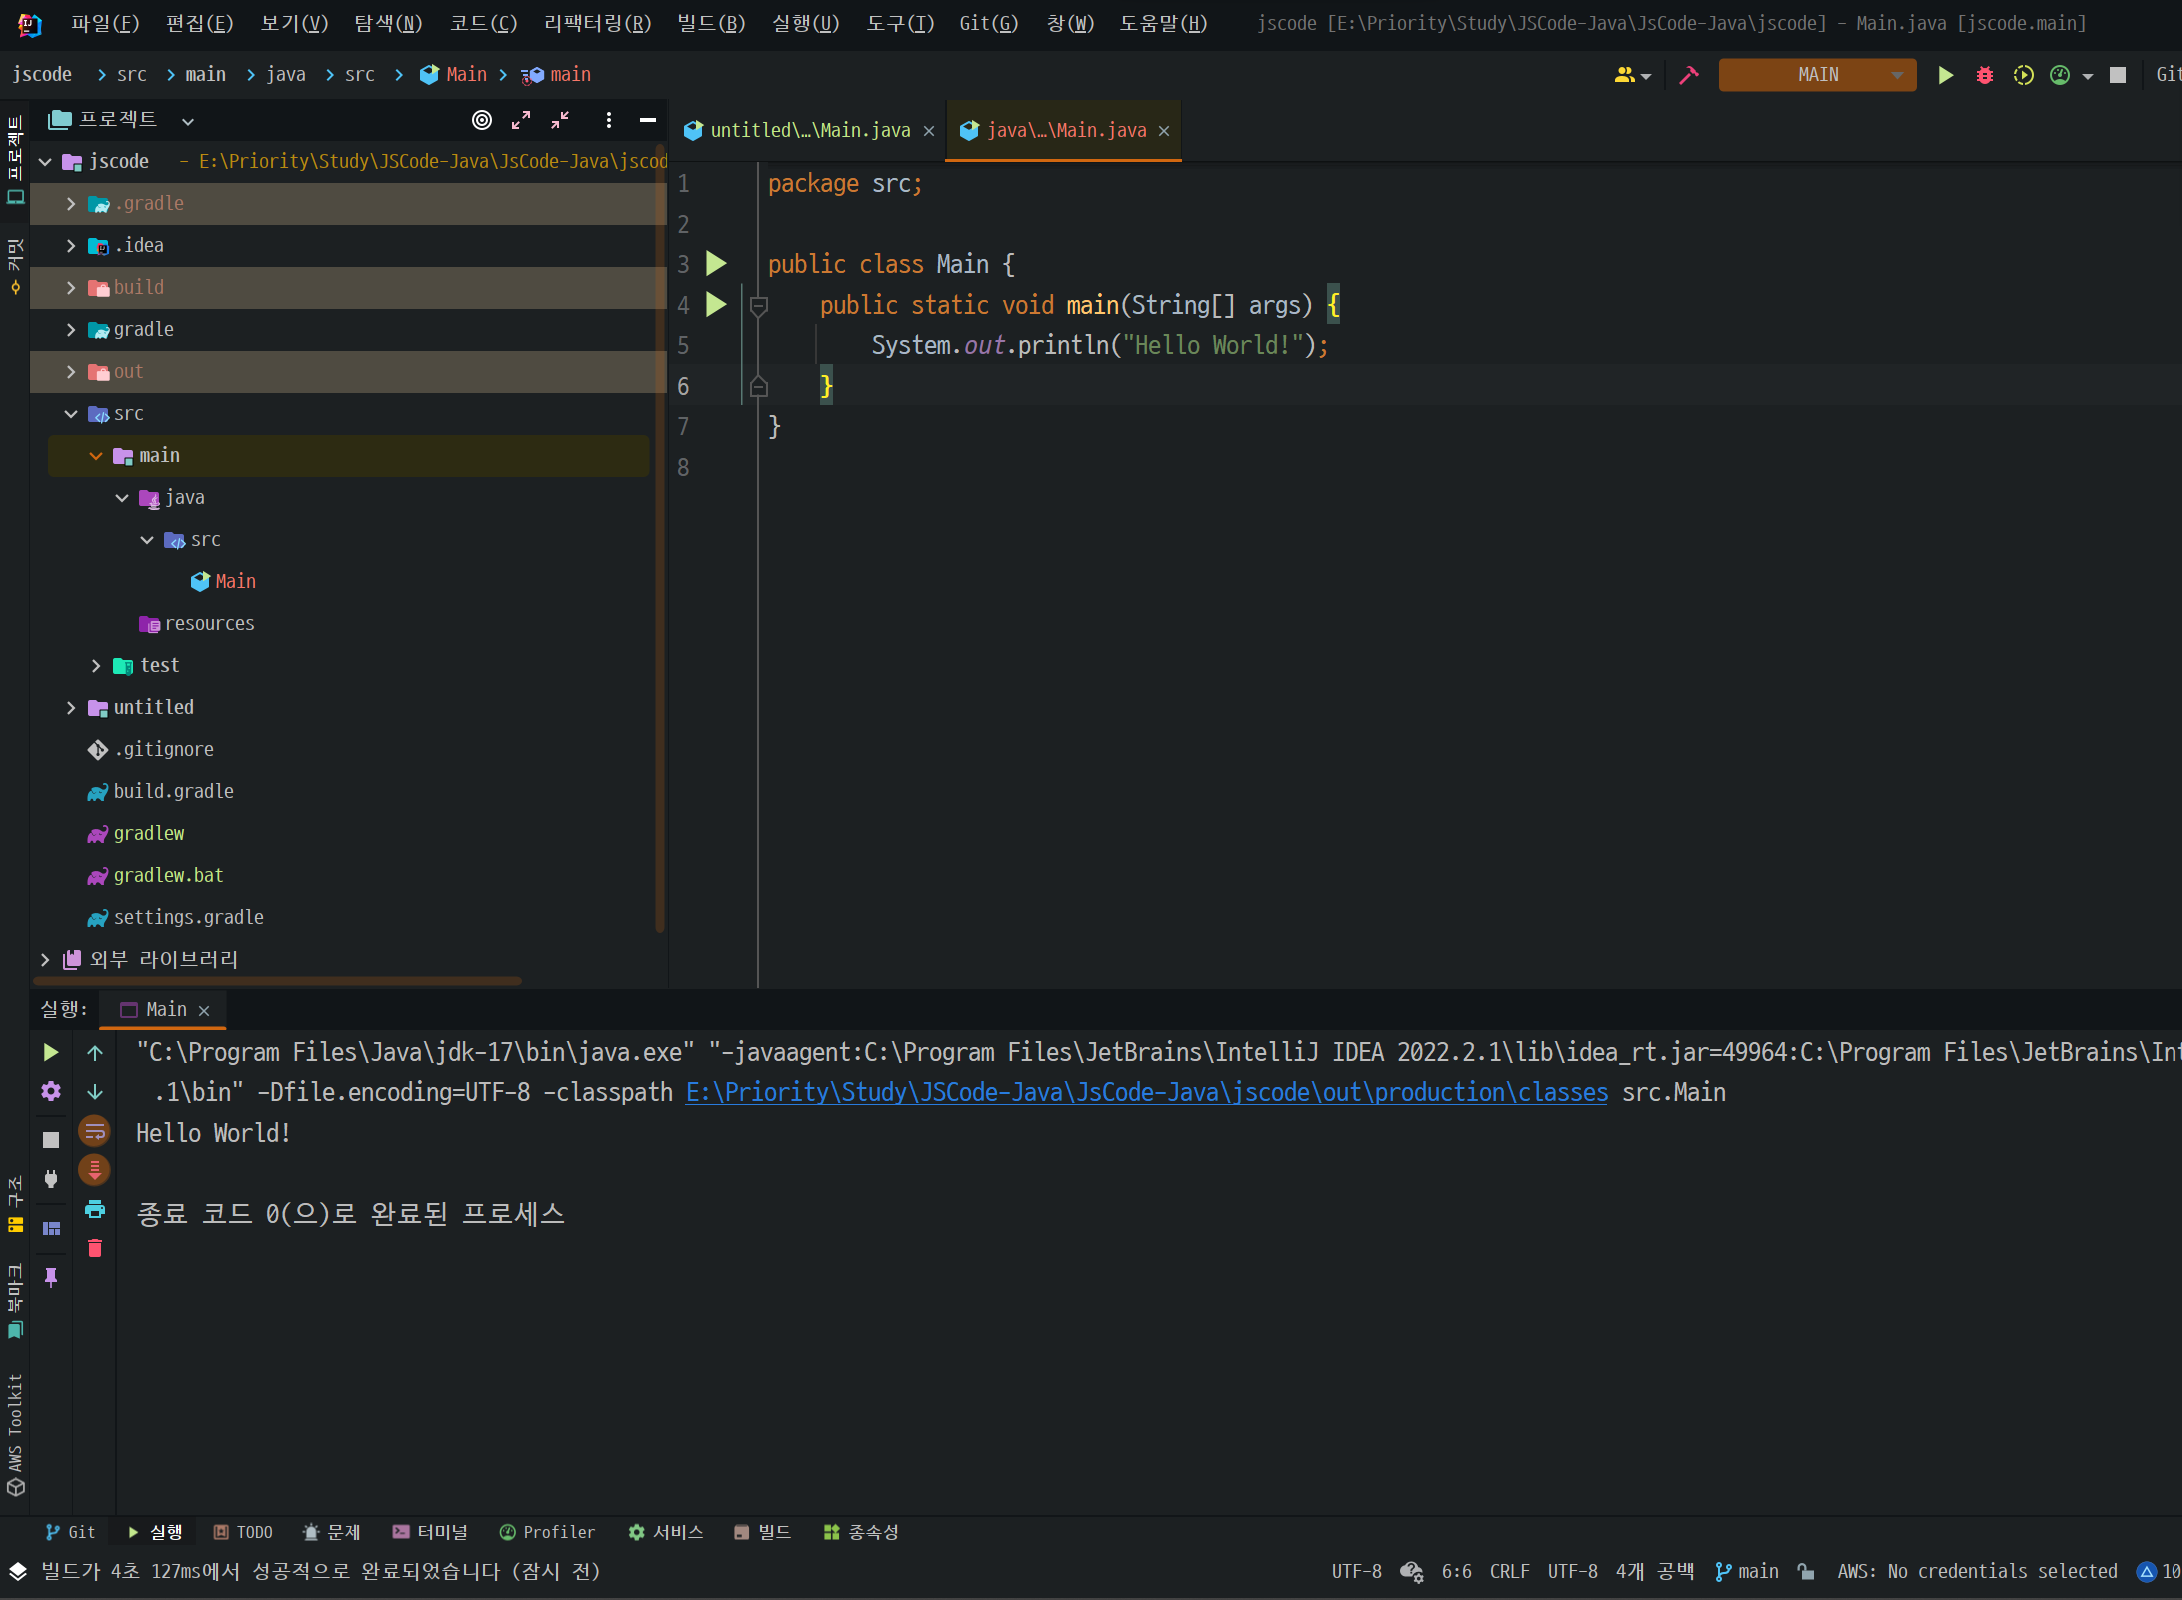 파일(F) 편집(E) 보기(V) 탐색(N) 코드(C) 리팩터링(R) 빌드(B) 실행(U) 도구(T) Git(G) 창(W) 도움말(H) jscode [E:\Priority\Study\JSCode-Java\JsCode-Java\jscode] - Main.java [jscode.main]
jscode src main java src Main main
MAIN
Git
프로젝트
커밋
프로젝트
jscode - E:\Priority\Study\JSCode-Java\JsCode-Java\jscod
.gradle
.idea
build
gradle
out
src
main
java
src
Main
resources
test
untitled
.gitignore
build.gradle
gradlew
gradlew.bat
settings.gradle
외부 라이브러리
untitled\…\Main.java
java\…\Main.java
1 package src;
2
3 public class Main {
4 public static void main(String[] args) {
5 System.out.println("Hello World!");
6 }
7 }
8
실행: Main
"C:\Program Files\Java\jdk-17\bin\java.exe" "-javaagent:C:\Program Files\JetBrains\IntelliJ IDEA 2022.2.1\lib\idea_rt.jar=49964:C:\Program Files\JetBrains\Int
.1\bin" -Dfile.encoding=UTF-8 -classpath E:\Priority\Study\JSCode-Java\JsCode-Java\jscode\out\production\classes src.Main
Hello World!
종료 코드 0(으)로 완료된 프로세스
구조
북마크
AWS Toolkit
Git 실행 TODO 문제 터미널 Profiler 서비스 빌드 종속성
빌드가 4초 127ms에서 성공적으로 완료되었습니다 (잠시 전)
UTF-8 6:6 CRLF UTF-8 4개 공백 main AWS: No credentials selected 10